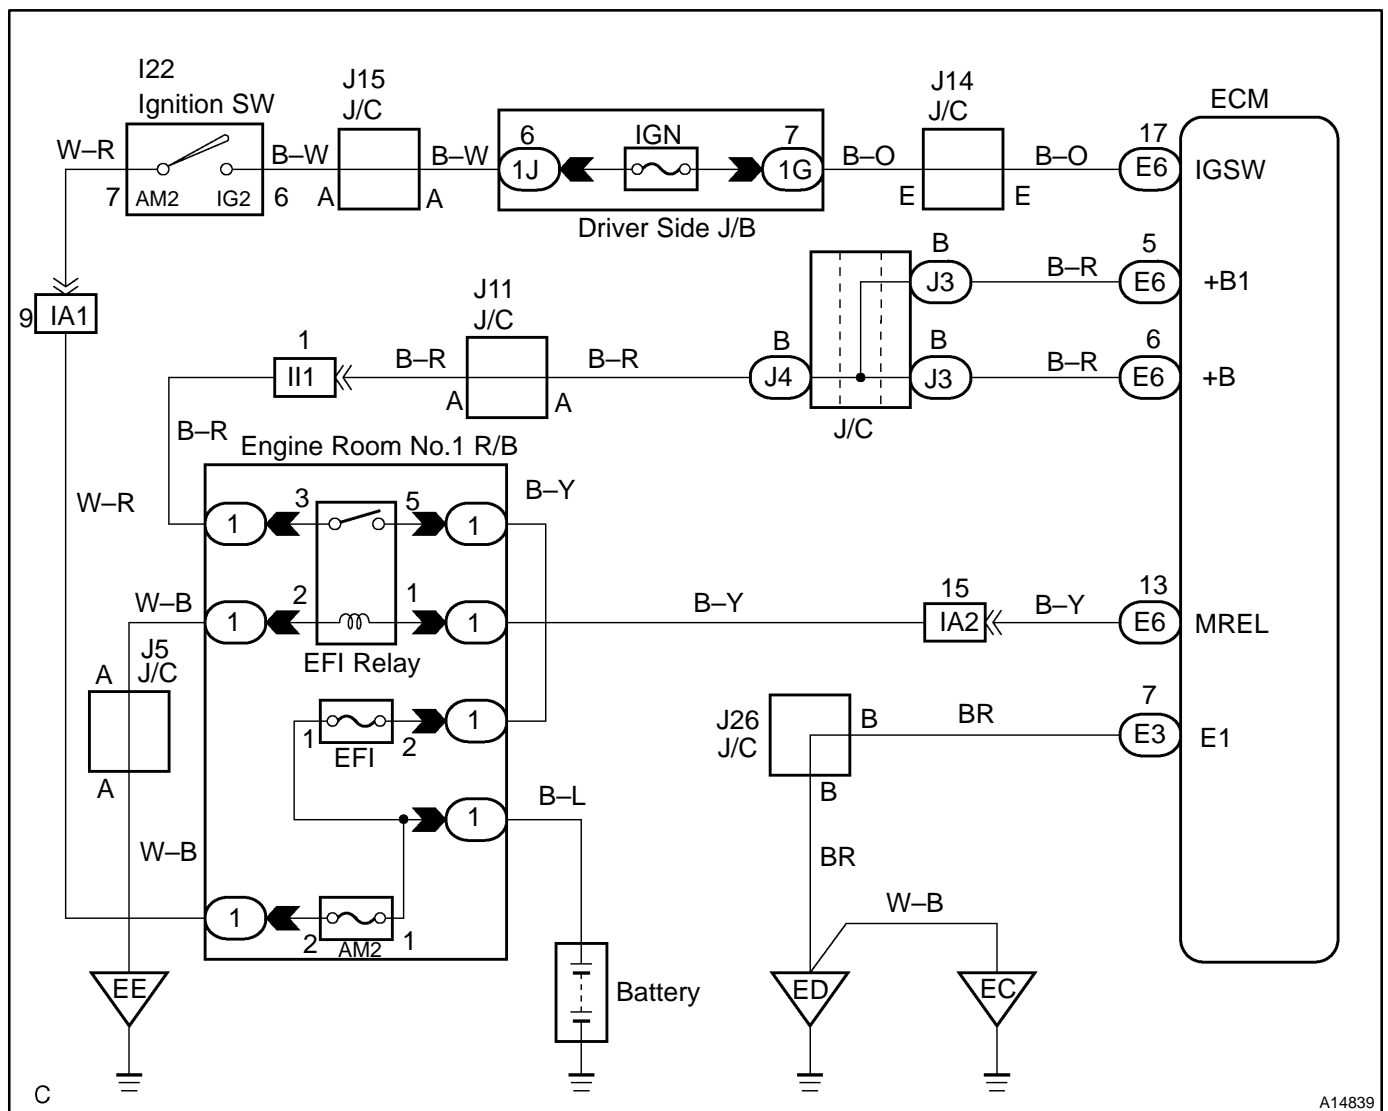 I22
Ignition SW
W–R
7
AM2
IG2
6
B–W
J15
J/C
A
A
B–W
6
1J
IGN
7
1G
Driver Side J/B
B–O
J14
J/C
E
E
B–O
17
E6
IGSW
ECM
9
IA1
B
J3
B–R
5
E6
+B1
1
II1
B–R
J11
J/C
A
A
B–R
B
J4
B
J3
J/C
B–R
6
E6
+B
B–R
Engine Room No.1 R/B
W–R
1
3
5
1
B–Y
W–B
1
2
1
1
EFI Relay
B–Y
15
IA2
B–Y
13
E6
MREL
J5
J/C
A
A
1
EFI
2
1
J26
J/C
B
B
BR
7
E3
E1
1
B–L
W–B
BR
1
2
AM2
1
W–B
EE
Battery
ED
EC
C
A14839